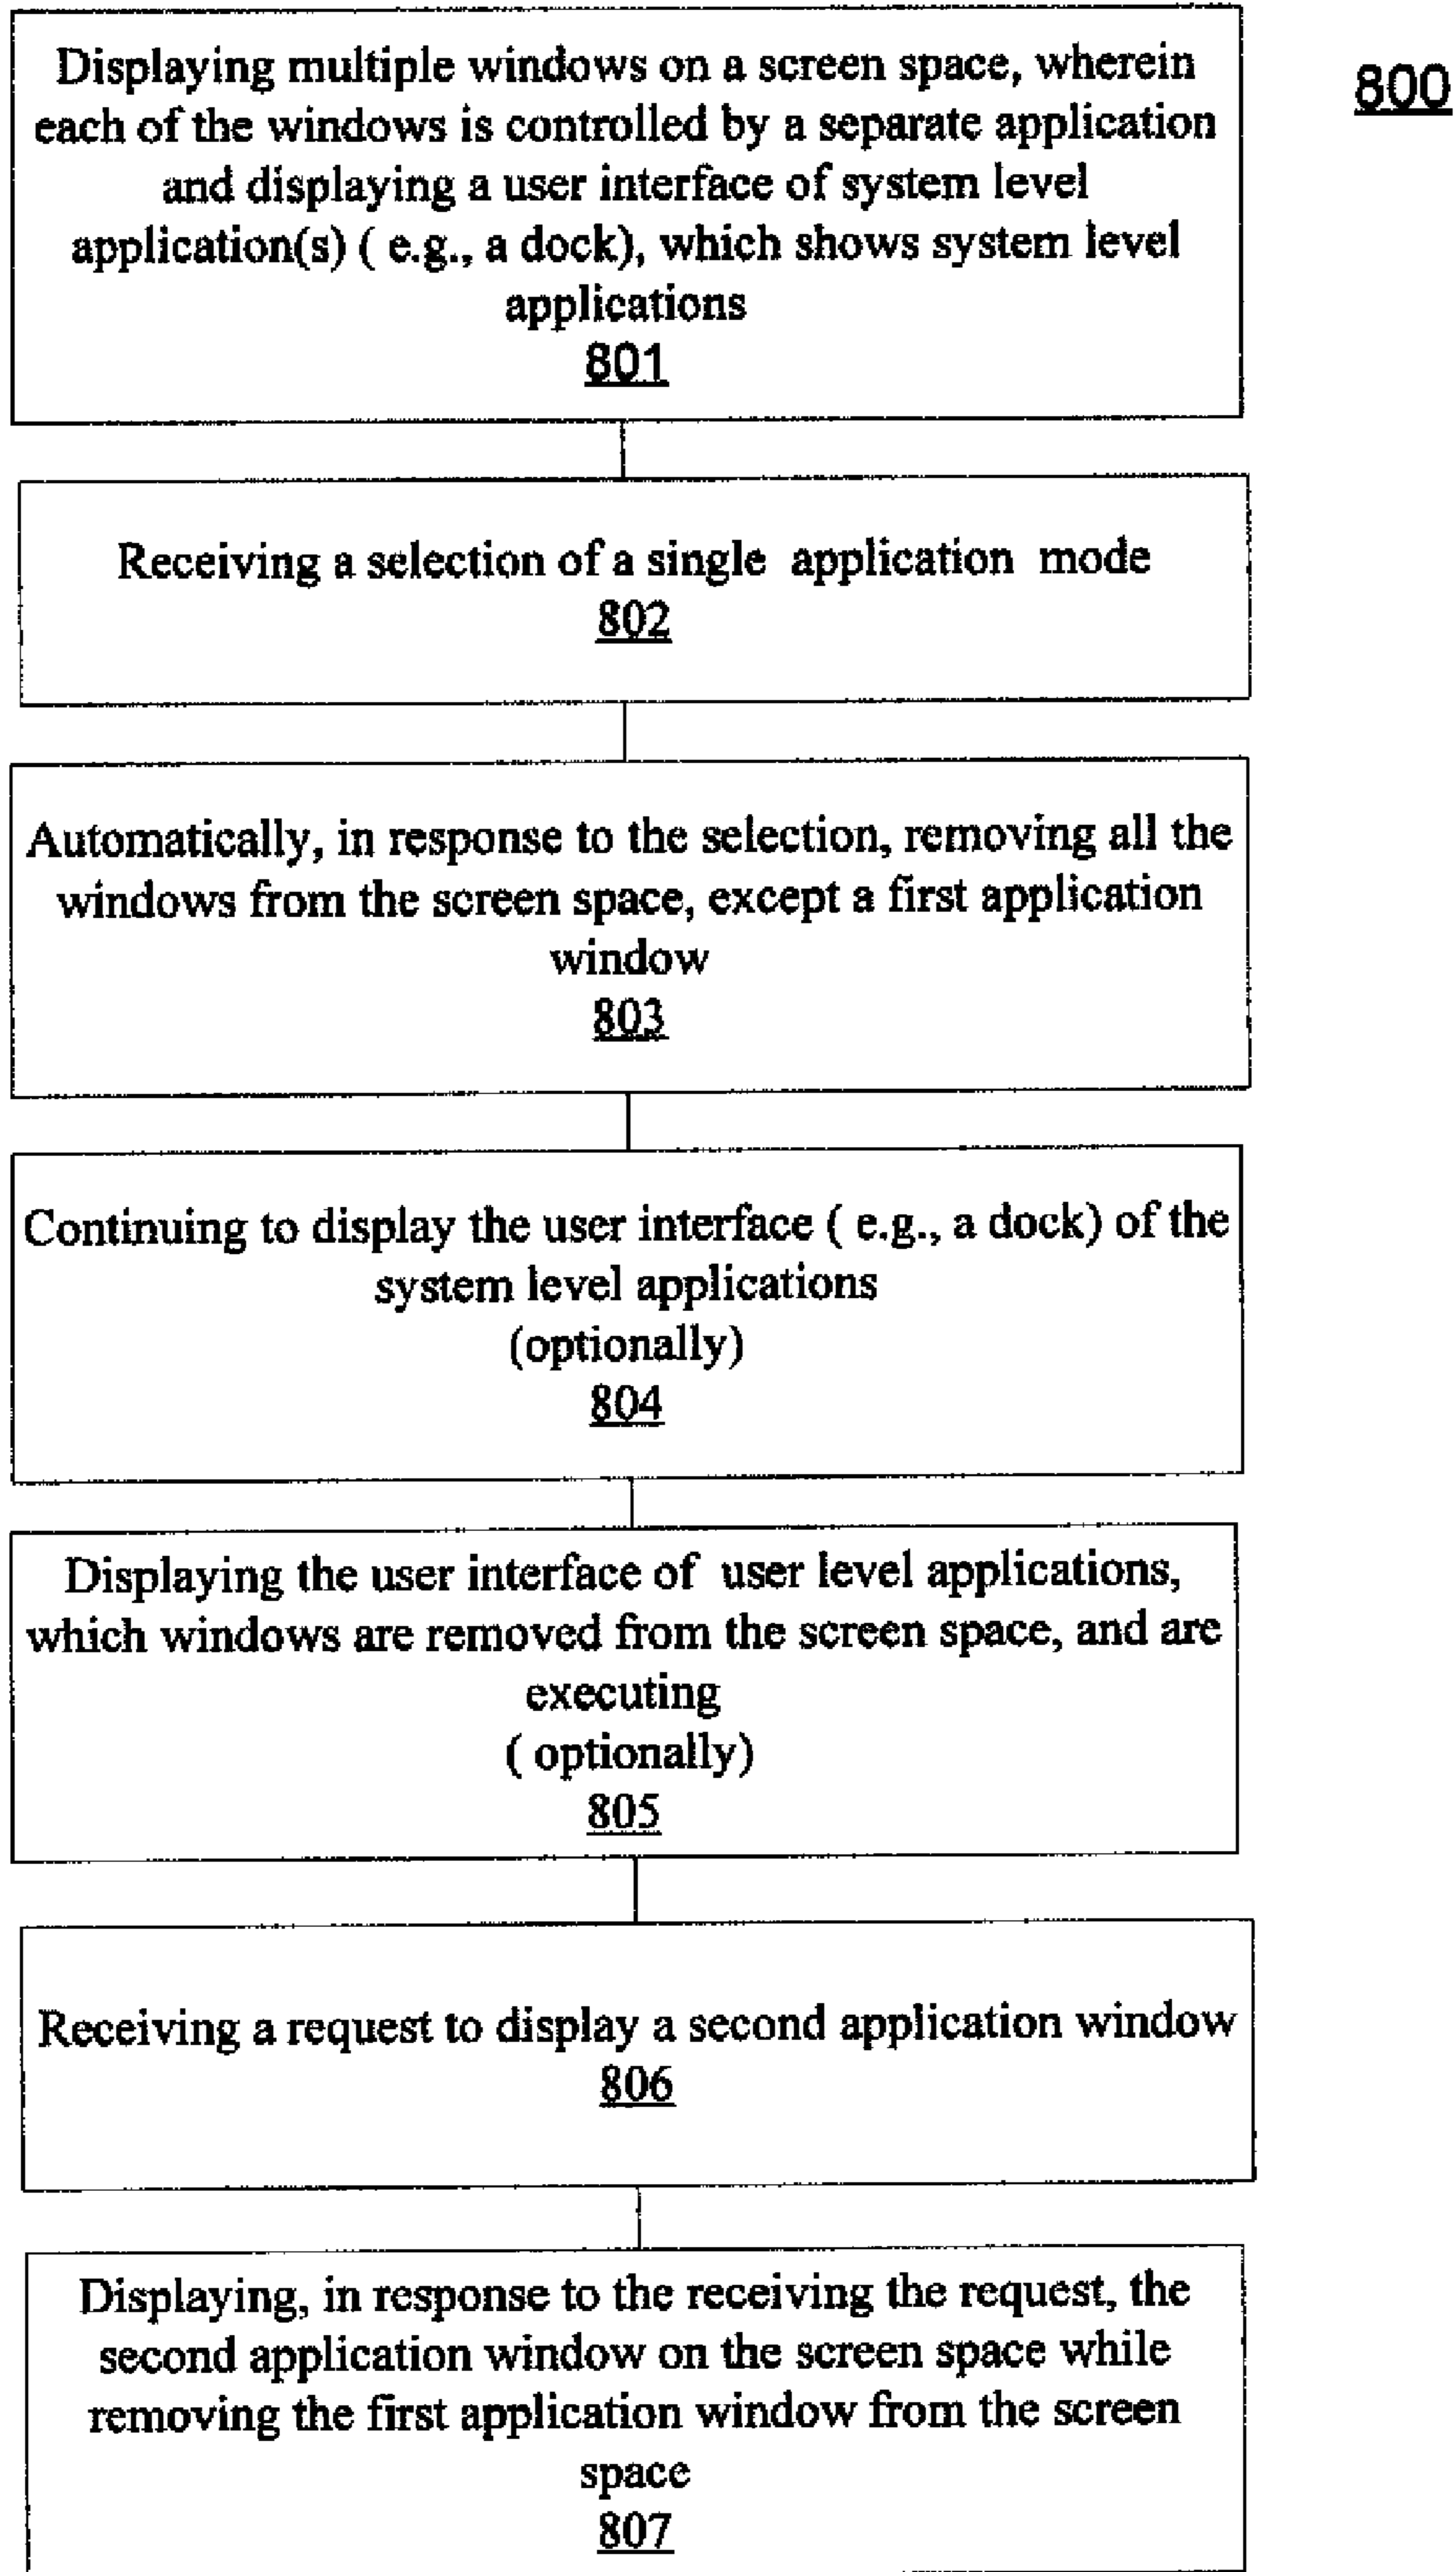 800
Displaying multiple windows on a screen space, wherein
each of the windows is controlled by a separate application
and displaying a user interface of system level
application(s) ( e.g., a dock), which shows system level
applications
801
Receiving a selection of a single application mode
802
Automatically, in response to the selection, removing all the
windows from the screen space, except a first application
window
803
Continuing to display the user interface ( e.g., a dock) of the
system level applications
(optionally)
804
Displaying the user interface of user level applications,
which windows are removed from the screen space, and are
executing
( optionally)
805
Receiving a request to display a second application window
806
Displaying, in response to the receiving the request, the
second application window on the screen space while
removing the first application window from the screen
space
807